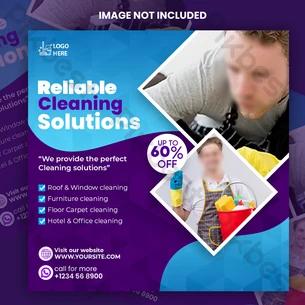 IMAGE NOT INCLUDED
LOGO
HERE
Reliable
Cleaning
Solutions
"We provide the perfect
Cleaning solutions"
Roof & Window cleaning
Furniture cleaning
Floor Carpet cleaning
Hotel & Office cleaning
UP TO
60%
OFF
Visit our website
WWW.YOURSITE.COM
call for more
+1234 56 8900